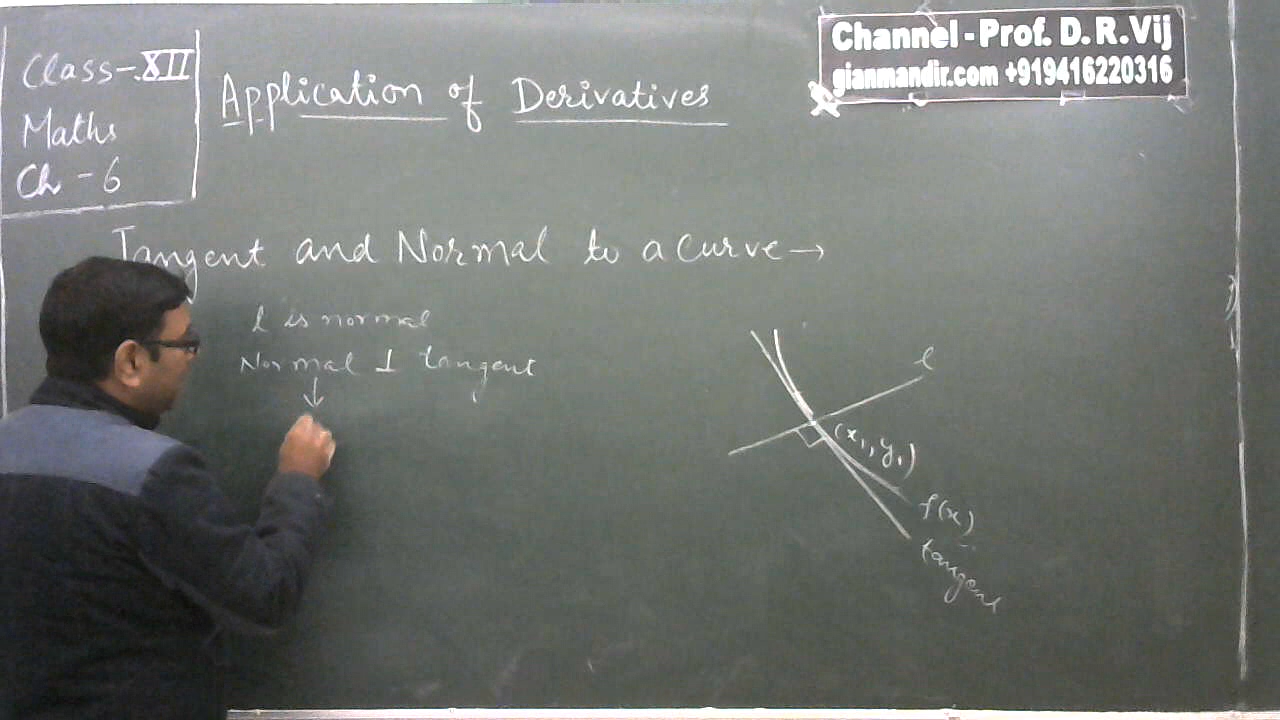 Class-XII
Maths
Ch-6
Application of Derivatives
Channel - Prof. D. R. Vij
gianmandir.com +919416220316
Tangent and Normal to a curve→
l is normal
Normal ⊥ tangent
↓
l
(x₁, y₁)
f(x)
tangent